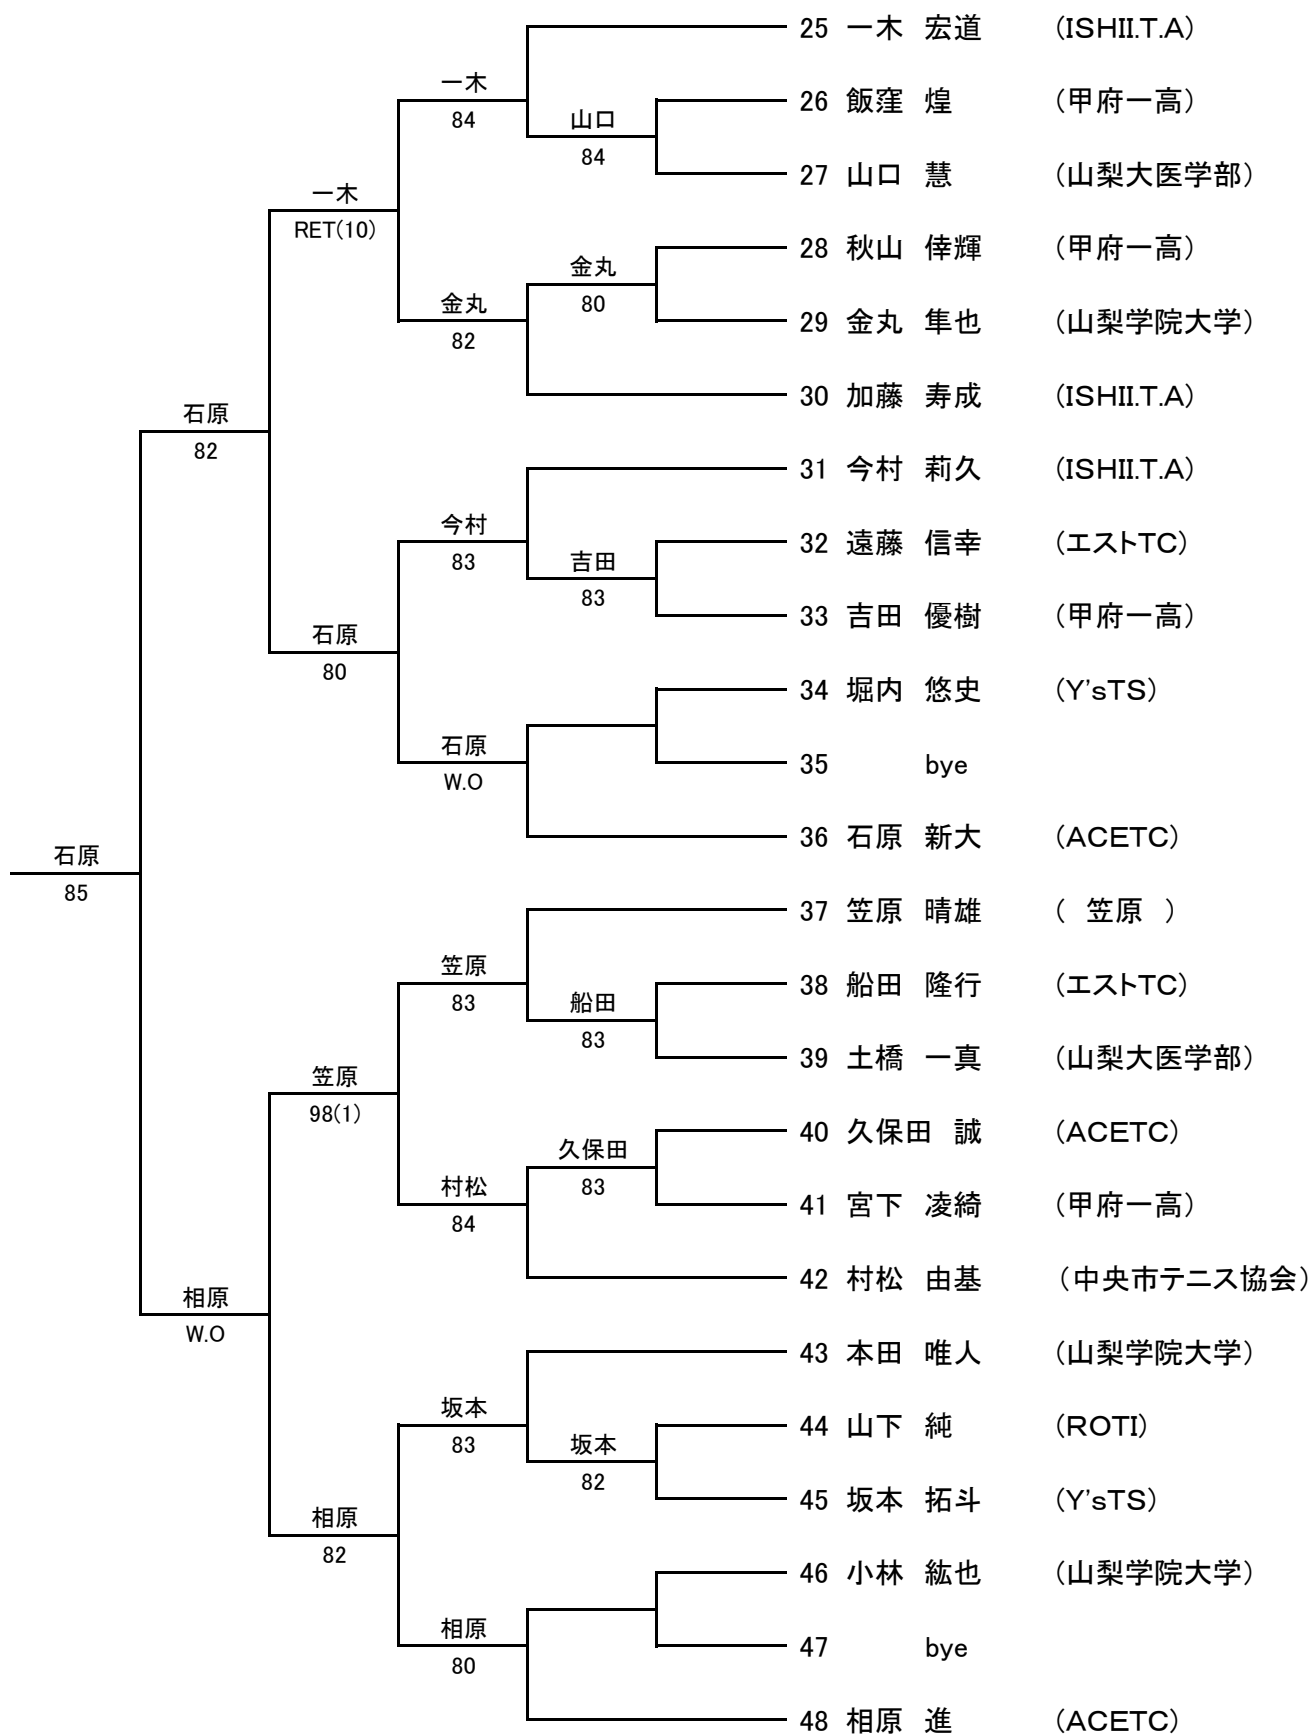 25 一木 宏道 (ISHII.T.A)
一木
84
26 飯窪 煌 (甲府一高)
山口
84
27 山口 慧 (山梨大医学部)
一木
RET(10)
28 秋山 倖輝 (甲府一高)
金丸
80
金丸
82
29 金丸 隼也 (山梨学院大学)
30 加藤 寿成 (ISHII.T.A)
石原
82
31 今村 莉久 (ISHII.T.A)
今村
83
32 遠藤 信幸 (エストTC)
吉田
83
33 吉田 優樹 (甲府一高)
石原
80
34 堀内 悠史 (Y'sTS)
石原
W.O
35 bye
36 石原 新大 (ACETC)
石原
85
37 笠原 晴雄 ( 笠原 )
笠原
83
38 船田 隆行 (エストTC)
船田
83
39 土橋 一真 (山梨大医学部)
笠原
98(1)
40 久保田 誠 (ACETC)
久保田
83
村松
84
41 宮下 凌綺 (甲府一高)
42 村松 由基 (中央市テニス協会)
相原
W.O
43 本田 唯人 (山梨学院大学)
坂本
83
44 山下 純 (ROTI)
坂本
82
45 坂本 拓斗 (Y'sTS)
相原
82
46 小林 紘也 (山梨学院大学)
相原
80
47 bye
48 相原 進 (ACETC)